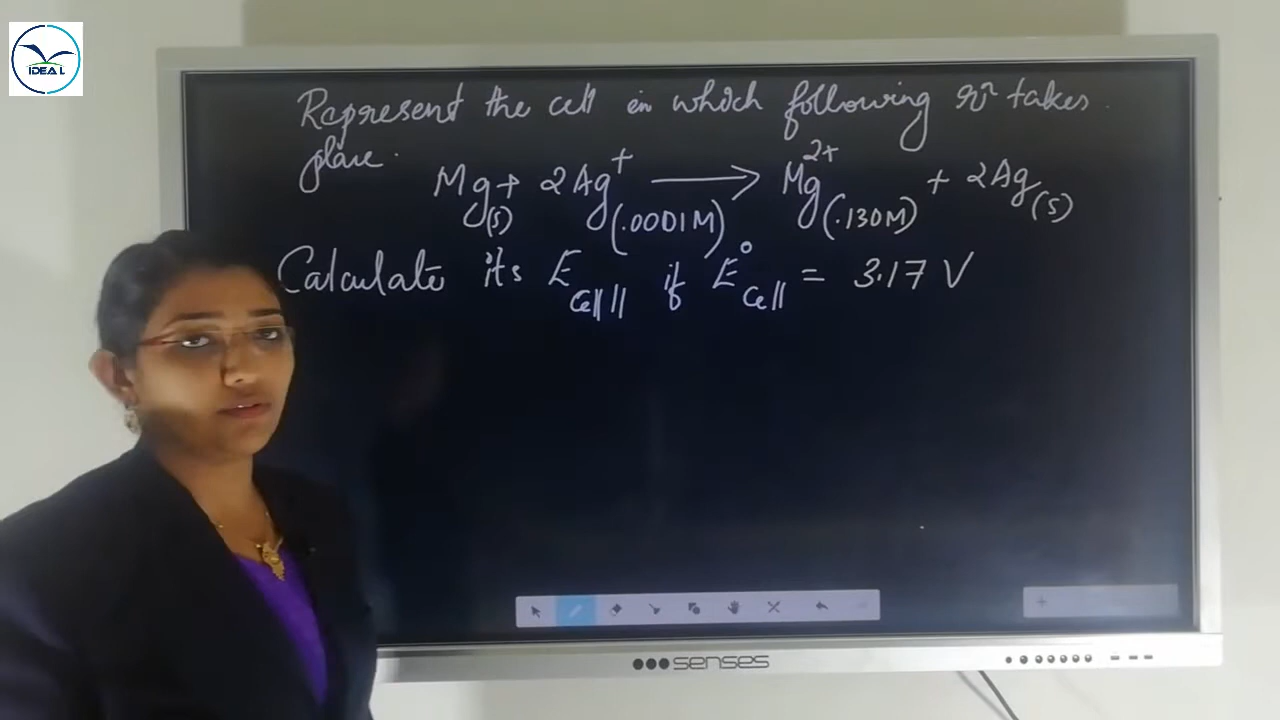 IDEAL
Represent the cell in which following rxn takes
place.
Mg(s) + 2Ag⁺(.0001M) ⟶ Mg²⁺(.130M) + 2Ag(s)
Calculate its E cell if E° cell = 3.17 V
senses